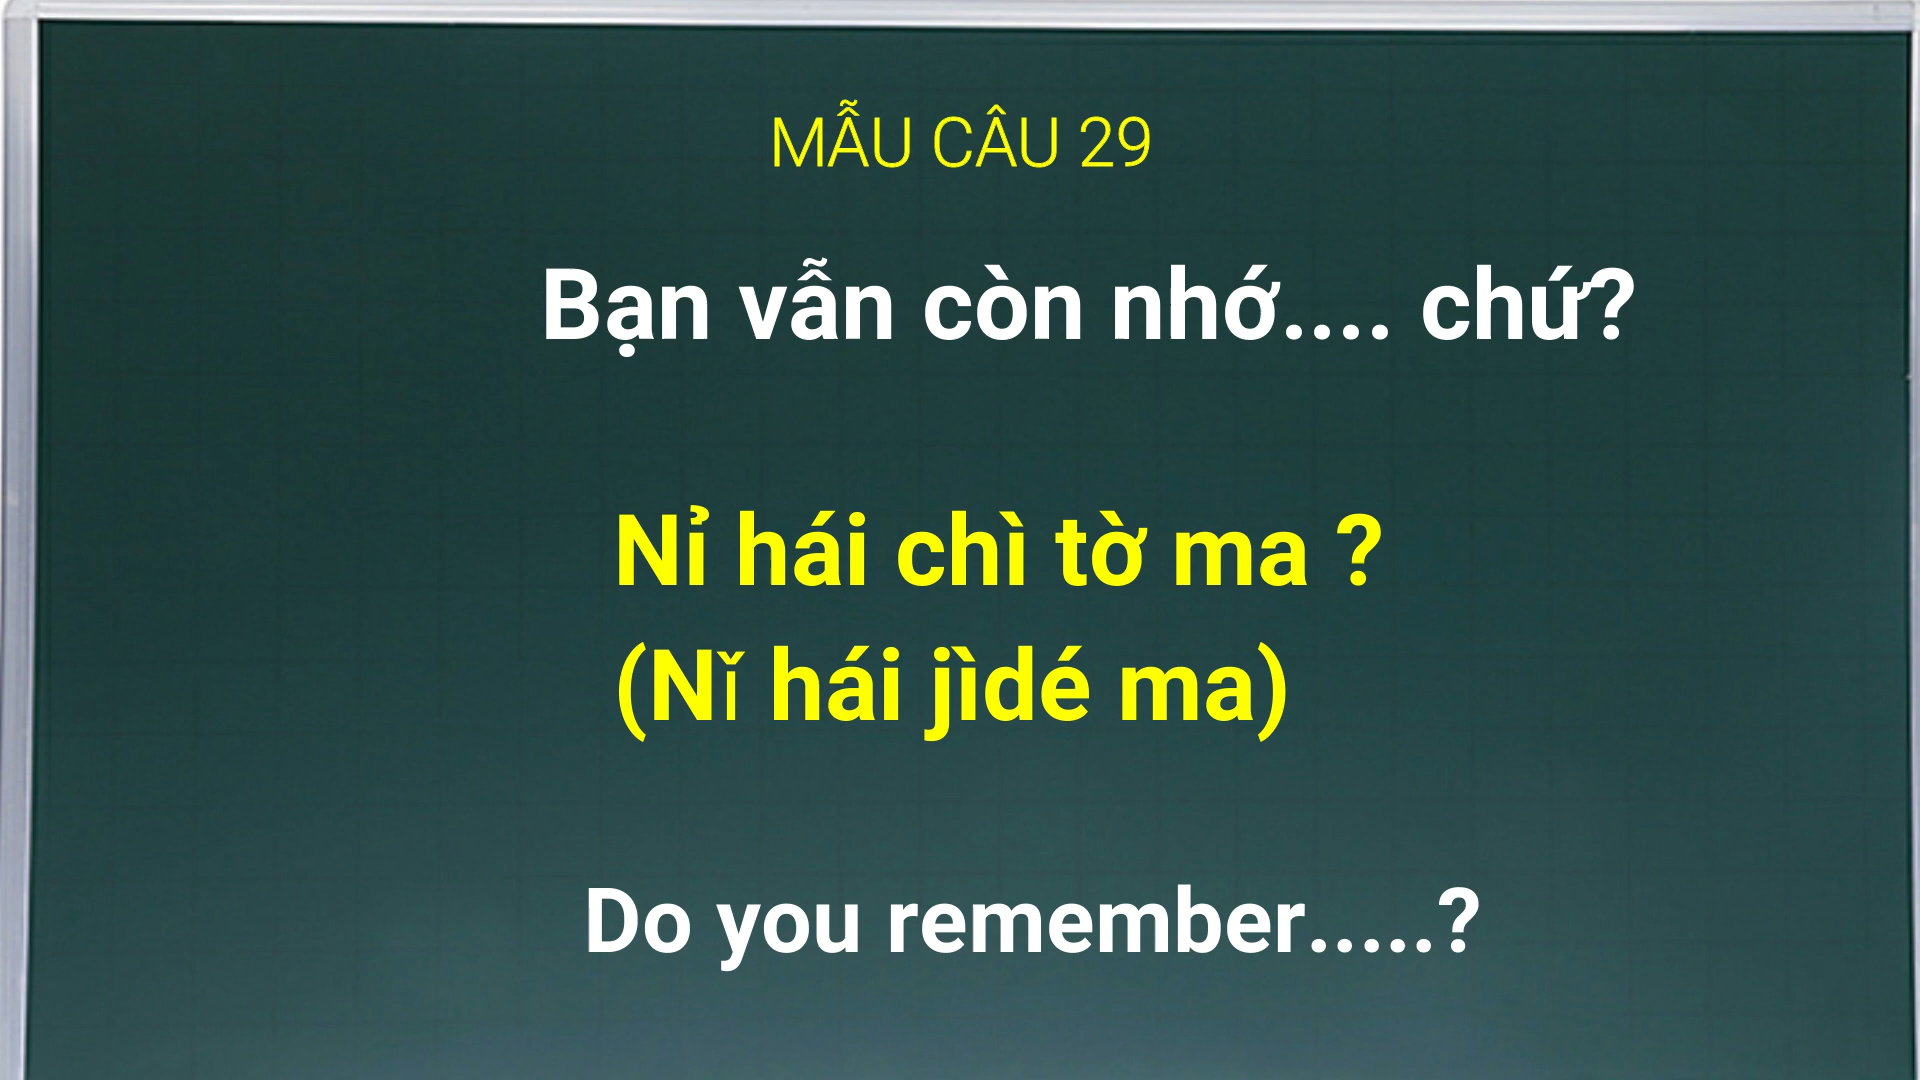 MẪU CÂU 29
Bạn vẫn còn nhớ.... chứ?
Nỉ hái chì tờ ma ?
(Nǐ hái jìdé ma)
Do you remember.....?